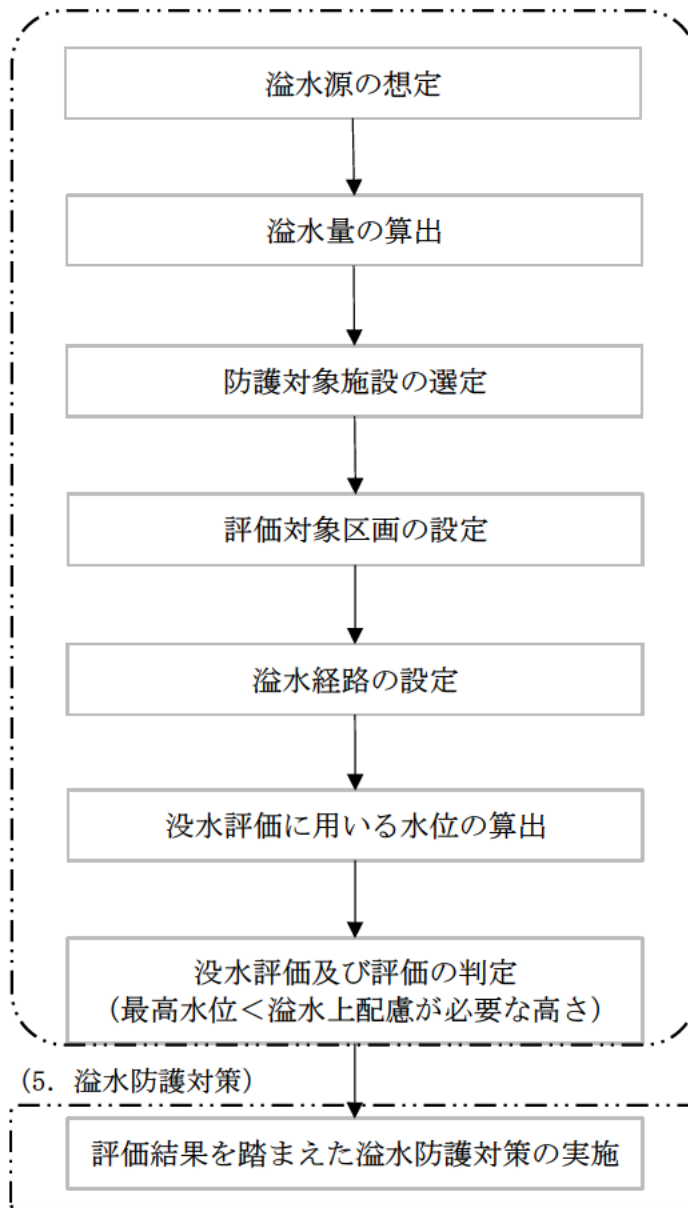 溢水源の想定
溢水量の算出
防護対象施設の選定
評価対象区画の設定
溢水経路の設定
没水評価に用いる水位の算出
没水評価及び評価の判定
（最高水位＜溢水上配慮が必要な高さ）
(5. 溢水防護対策)
評価結果を踏まえた溢水防護対策の実施